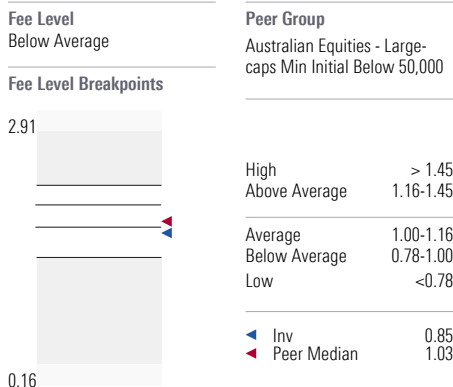 Fee Level
Below Average
Fee Level Breakpoints
2.91
0.16
Peer Group
Australian Equities - Large-
caps Min Initial Below 50,000
High > 1.45
Above Average 1.16-1.45
Average 1.00-1.16
Below Average 0.78-1.00
Low <0.78
Inv 0.85
Peer Median 1.03